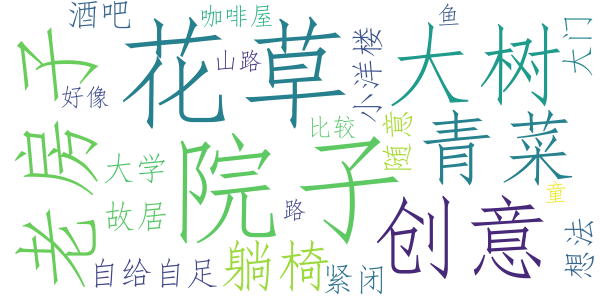 酒吧
咖啡屋
鱼
花草
山路
小洋楼
大树
大门
老房子
好像
比较
随意
青菜
大学
院子
童
故居
路
创意
想法
自给自足
躺椅
紧闭